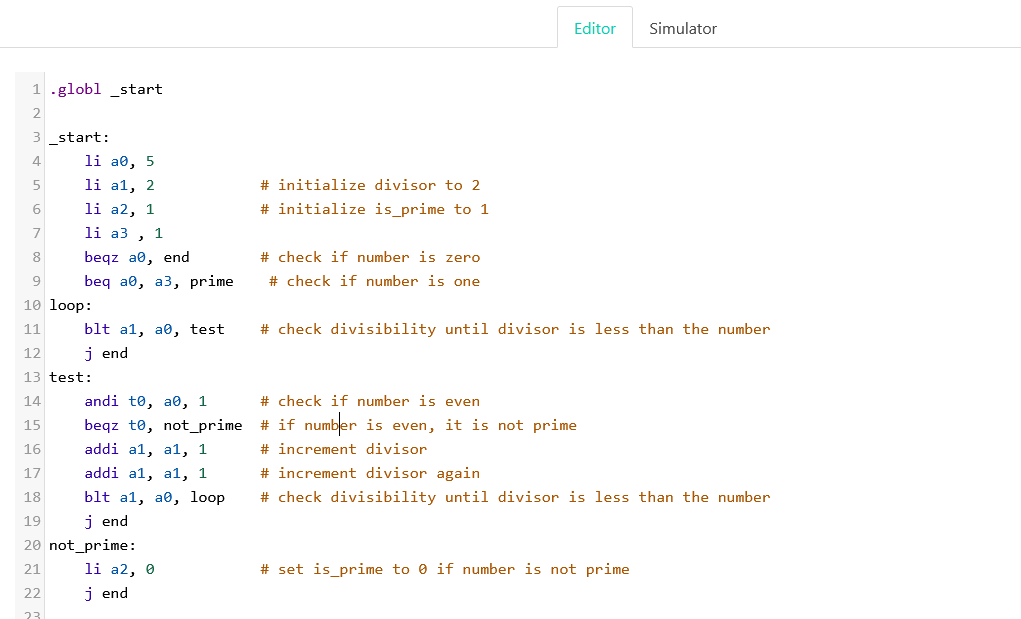 Editor Simulator
1 .globl _start
2
3 _start:
4 li a0, 5
5 li a1, 2 # initialize divisor to 2
6 li a2, 1 # initialize is_prime to 1
7 li a3 , 1
8 beqz a0, end # check if number is zero
9 beq a0, a3, prime # check if number is one
10 loop:
11 blt a1, a0, test # check divisibility until divisor is less than the number
12 j end
13 test:
14 andi t0, a0, 1 # check if number is even
15 beqz t0, not_prime # if number is even, it is not prime
16 addi a1, a1, 1 # increment divisor
17 addi a1, a1, 1 # increment divisor again
18 blt a1, a0, loop # check divisibility until divisor is less than the number
19 j end
20 not_prime:
21 li a2, 0 # set is_prime to 0 if number is not prime
22 j end
23